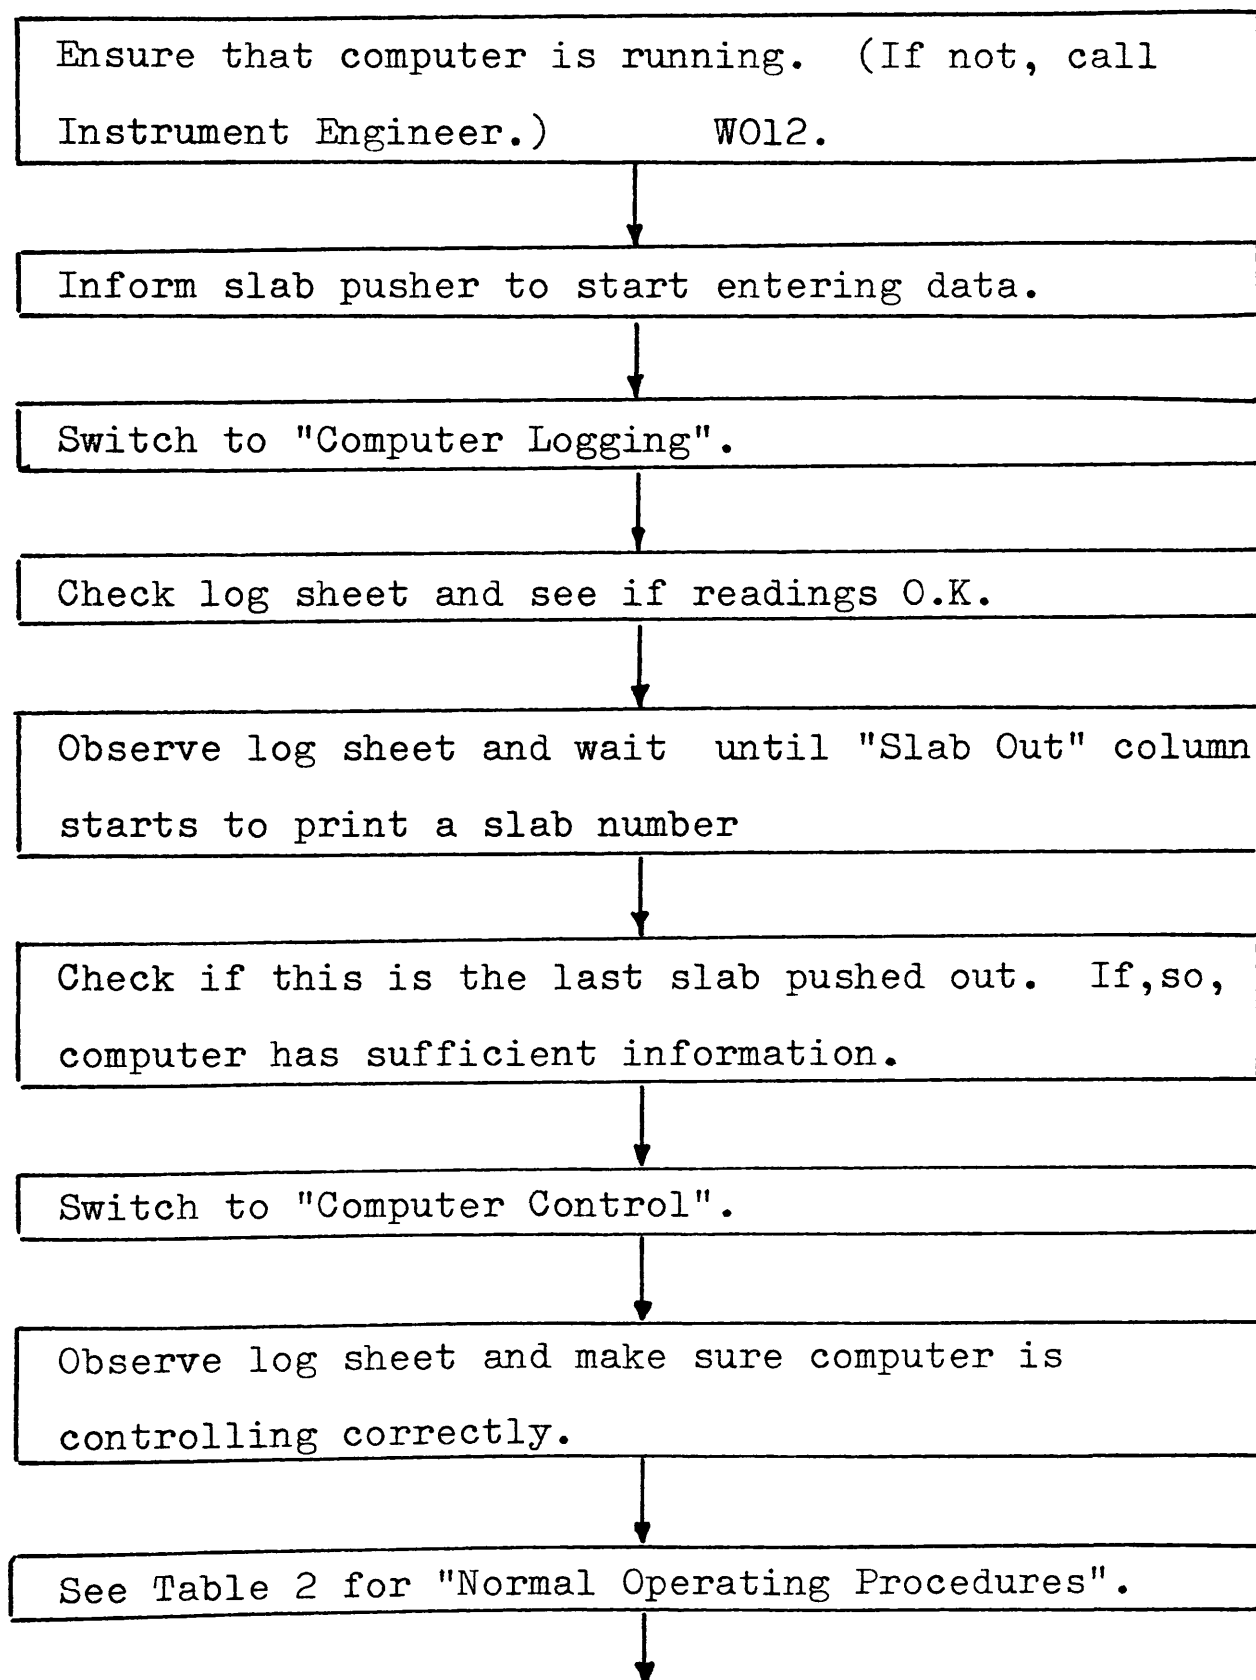 Ensure that computer is running. (If not, call
Instrument Engineer.) W012.
Inform slab pusher to start entering data.
Switch to "Computer Logging".
Check log sheet and see if readings O.K.
Observe log sheet and wait until "Slab Out" column
starts to print a slab number
Check if this is the last slab pushed out. If,so,
computer has sufficient information.
Switch to "Computer Control".
Observe log sheet and make sure computer is
controlling correctly.
See Table 2 for "Normal Operating Procedures".